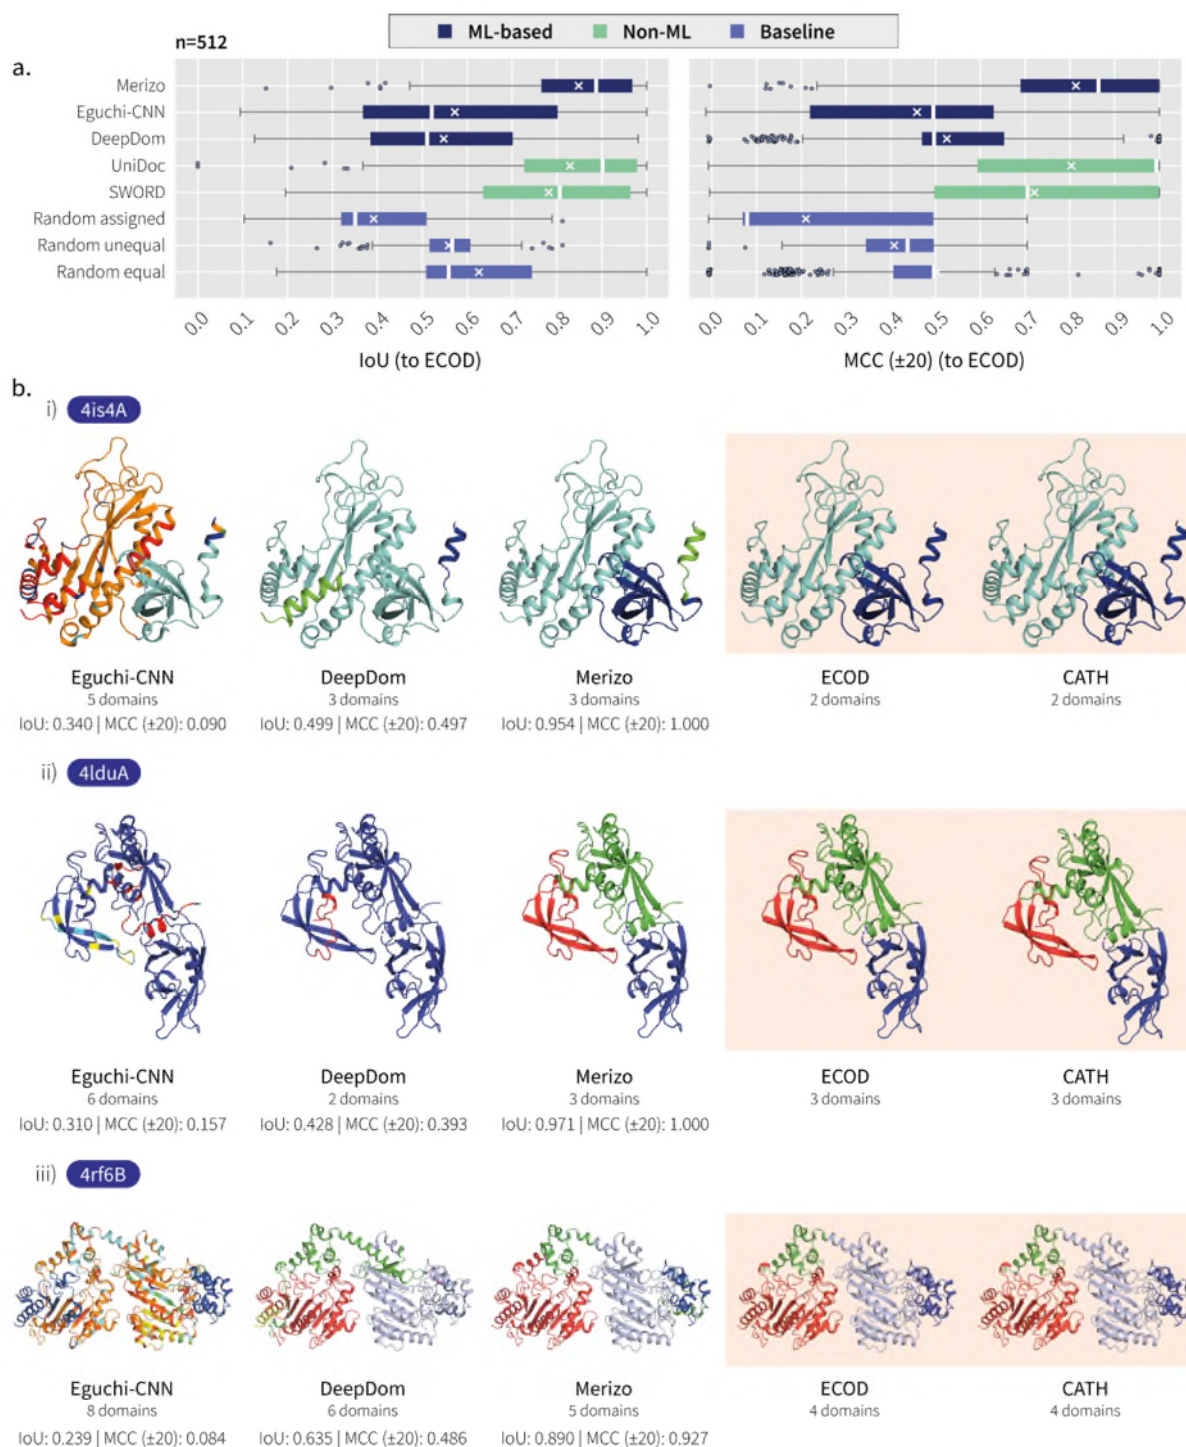 ML-based Non-ML Baseline
n=512
a.
Merizo
Eguchi-CNN
DeepDom
UniDoc
SWORD
Random assigned
Random unequal
Random equal
0.0 0.1 0.2 0.3 0.4 0.5 0.6 0.7 0.8 0.9 1.0
0.0 0.1 0.2 0.3 0.4 0.5 0.6 0.7 0.8 0.9 1.0
IoU (to ECOD)
MCC (±20) (to ECOD)
b.
i) 4is4A
Eguchi-CNN DeepDom Merizo ECOD CATH
5 domains 3 domains 3 domains 2 domains 2 domains
IoU: 0.340 | MCC (±20): 0.090 IoU: 0.499 | MCC (±20): 0.497 IoU: 0.954 | MCC (±20): 1.000
ii) 4lduA
Eguchi-CNN DeepDom Merizo ECOD CATH
6 domains 2 domains 3 domains 3 domains 3 domains
IoU: 0.310 | MCC (±20): 0.157 IoU: 0.428 | MCC (±20): 0.393 IoU: 0.971 | MCC (±20): 1.000
iii) 4rf6B
Eguchi-CNN DeepDom Merizo ECOD CATH
8 domains 6 domains 5 domains 4 domains 4 domains
IoU: 0.239 | MCC (±20): 0.084 IoU: 0.635 | MCC (±20): 0.486 IoU: 0.890 | MCC (±20): 0.927